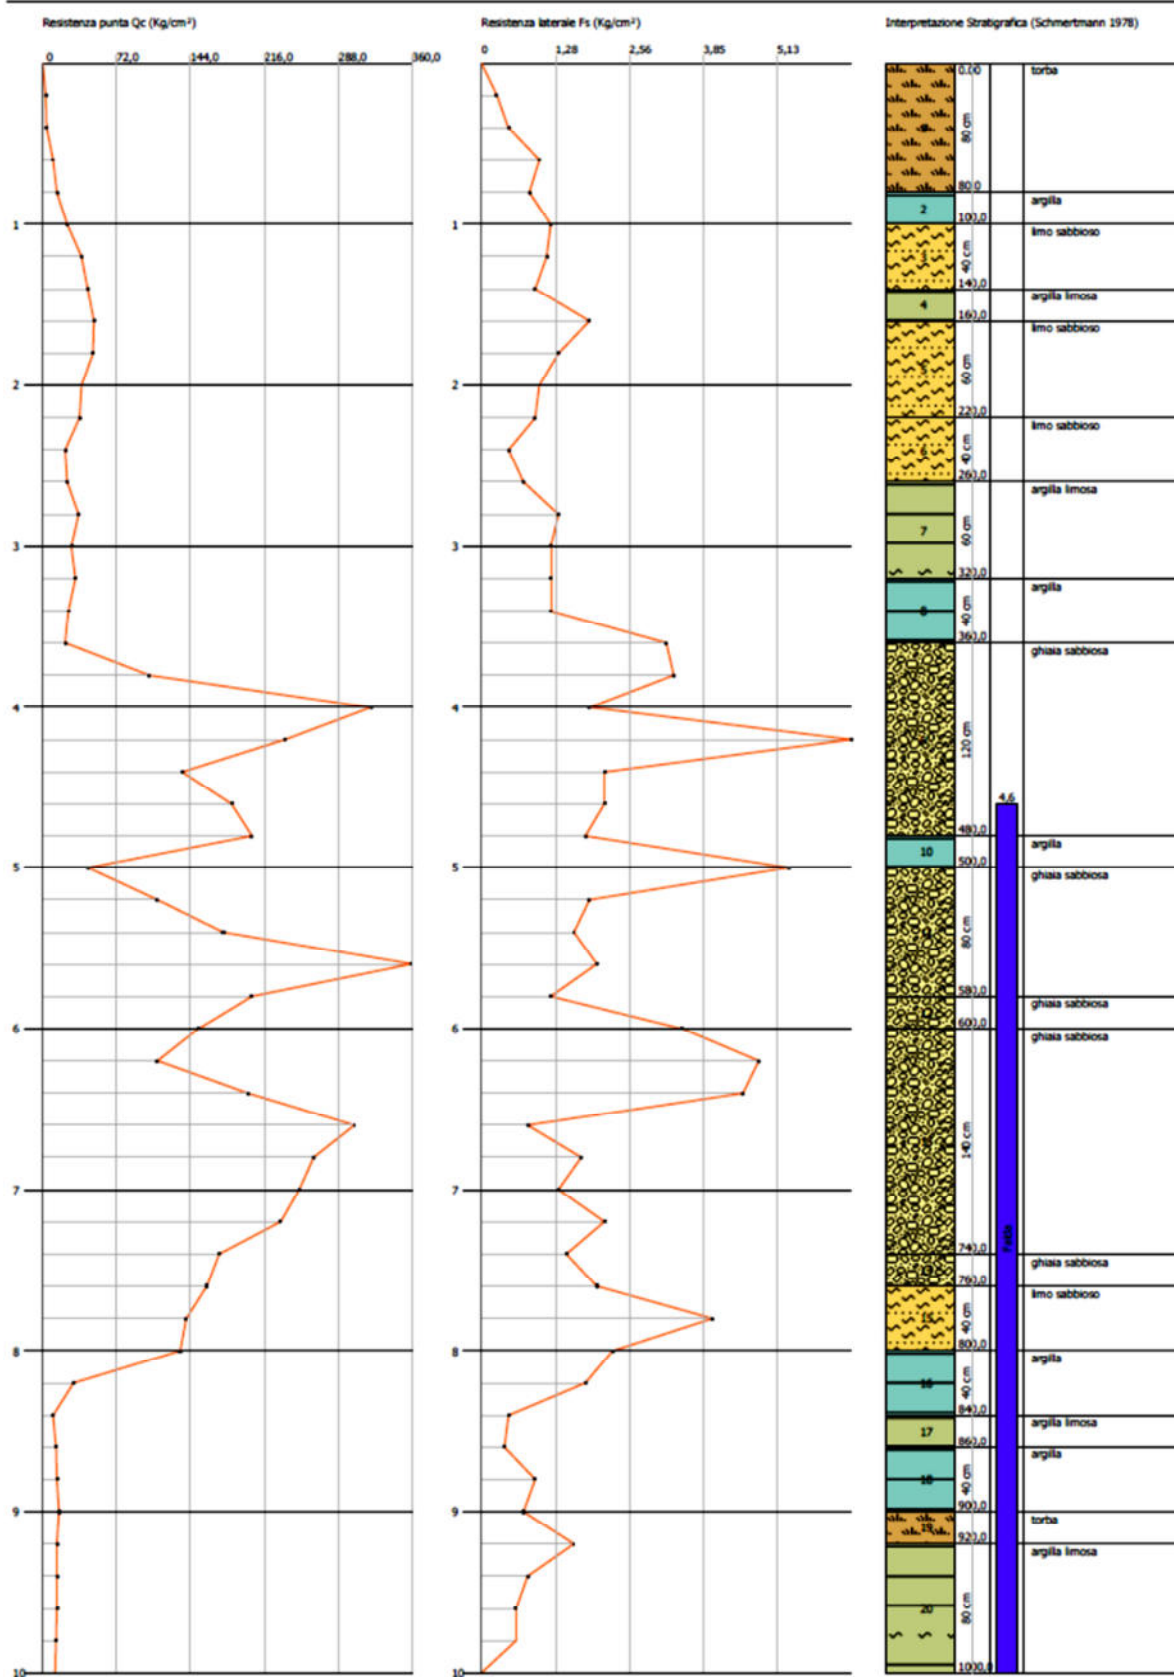 Resistenza punta Qc (Kg/cm²)
72,0 144,0 216,0 288,0 360,0
1
2
3
4
5
6
7
8
9
10
Resistenza laterale Fs (Kg/cm²)
0 1,28 2,56 3,85 5,13
1
2
3
4
5
6
7
8
9
10
Interpretazione Stratigrafica (Schmertmann 1978)
0.00 torba
80 cm
80,0
2 argilla
100,0
limo sabbioso
3 40 cm
140,0
4 argilla limosa
160,0
limo sabbioso
5 60 cm
220,0
limo sabbioso
6 40 cm
260,0
argilla limosa
7 60 cm
320,0
argilla
8 40 cm
360,0
ghiaia sabbiosa
120 cm
4,6
480,0
10 argilla
500,0
ghiaia sabbiosa
80 cm
580,0
ghiaia sabbiosa
600,0
ghiaia sabbiosa
140 cm
Falda
740,0
ghiaia sabbiosa
760,0
limo sabbioso
15 40 cm
800,0
argilla
16 40 cm
840,0
17 argilla limosa
860,0
argilla
18 40 cm
900,0
19 torba
920,0
argilla limosa
20 80 cm
1000,0